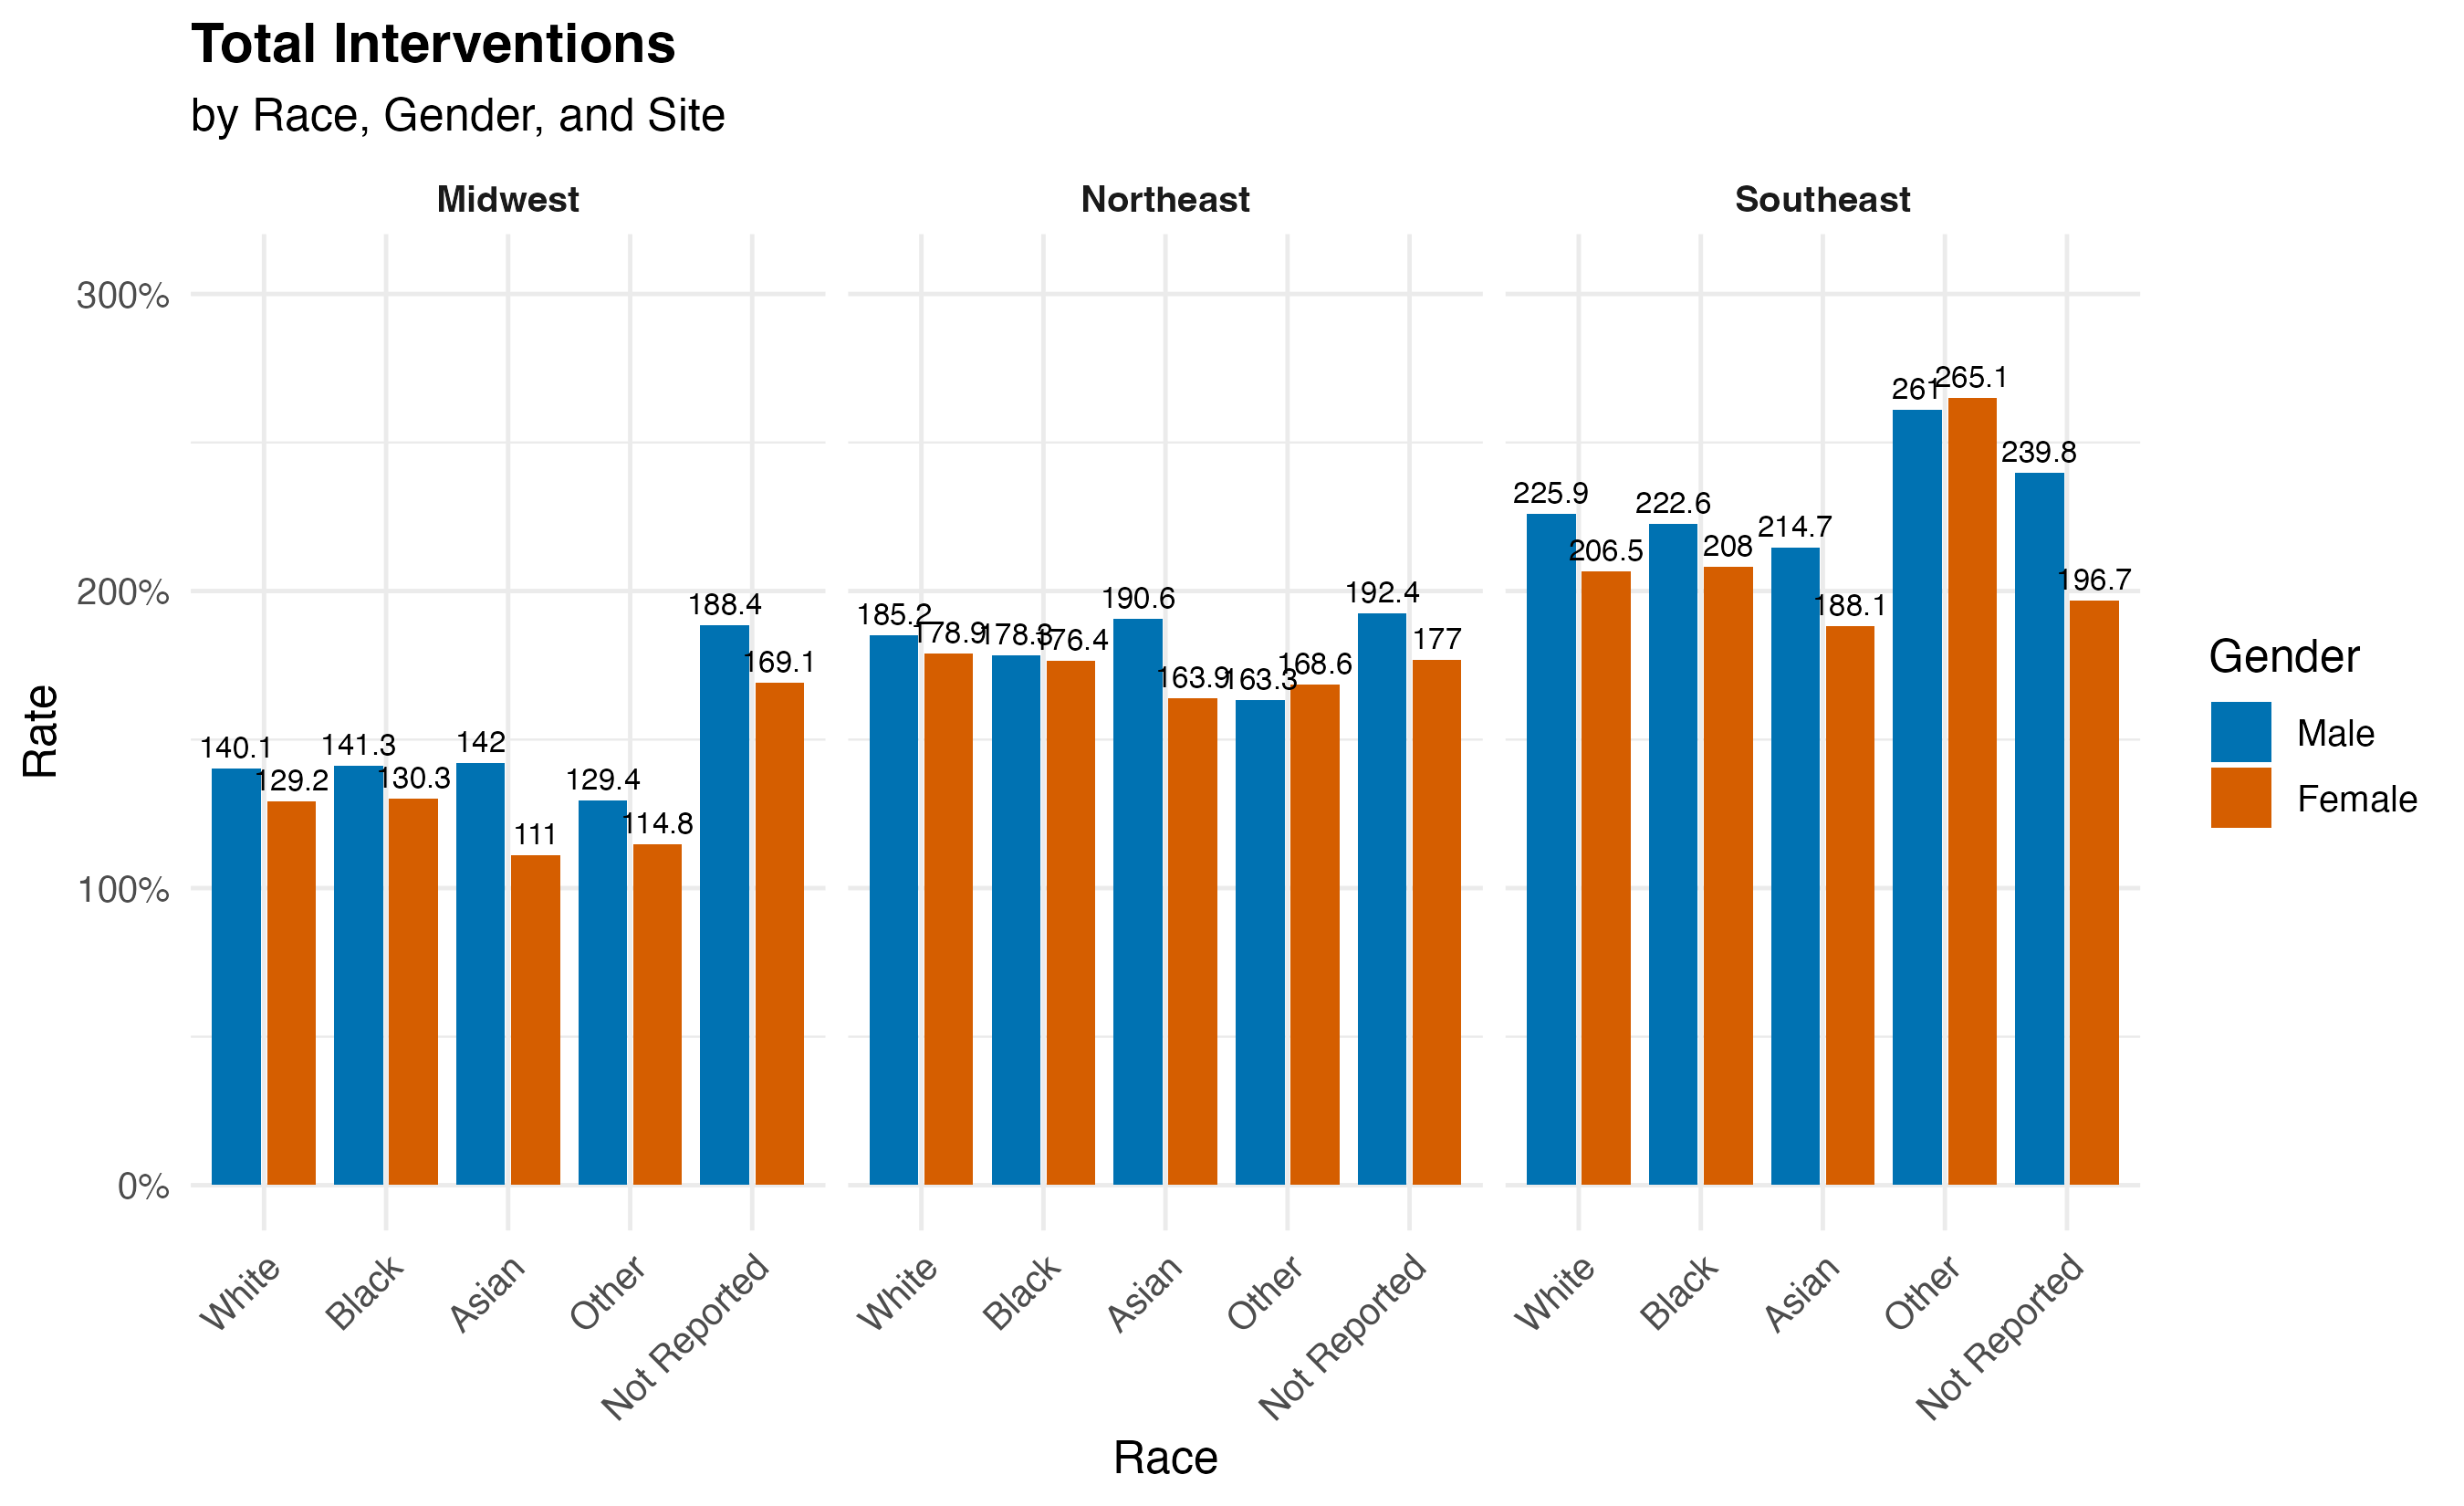 Total Interventions
by Race, Gender, and Site
Midwest
Northeast
Southeast
300%
200%
100%
0%
Rate
140.1
129.2
141.3
130.3
142
111
129.4
114.8
188.4
169.1
185.2
178.9
178.3
176.4
190.6
163.9
163.3
168.6
192.4
177
225.9
206.5
222.6
208
214.7
188.1
261
265.1
239.8
196.7
White
Black
Asian
Other
Not Reported
White
Black
Asian
Other
Not Reported
White
Black
Asian
Other
Not Reported
Race
Gender
Male
Female